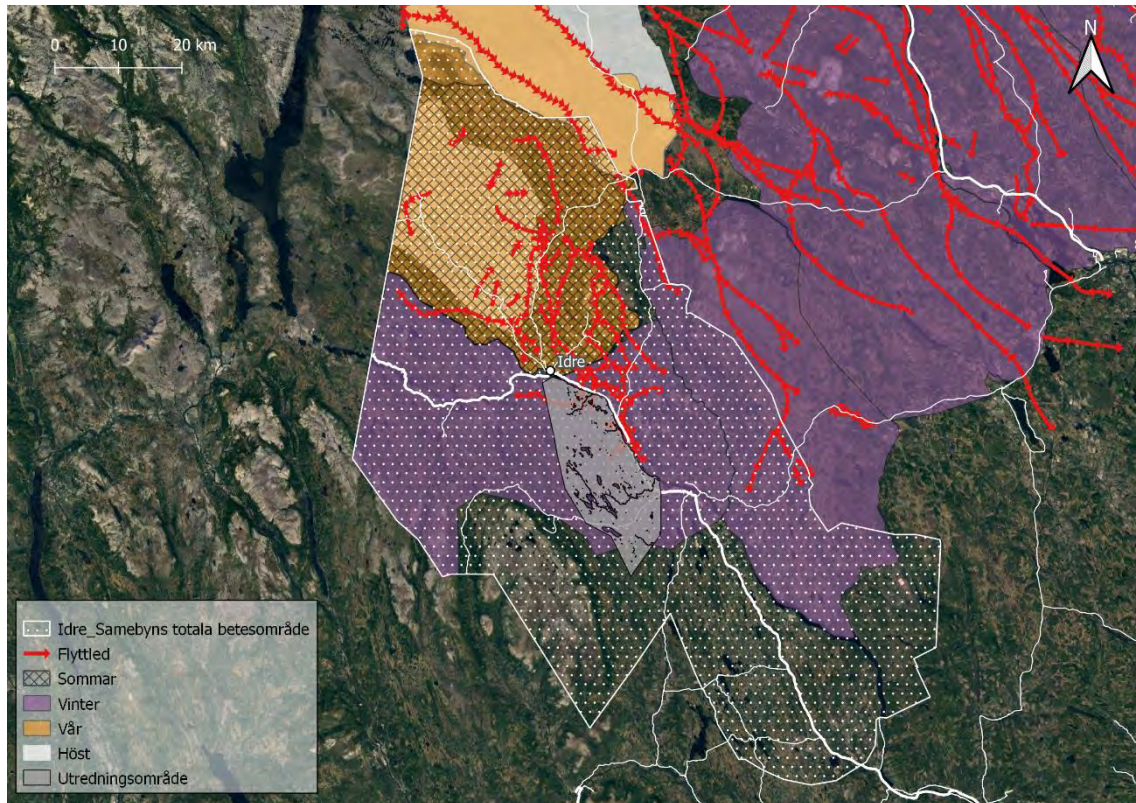 0 10 20 km
N
Idre
Idre_Samebyns totala betesområde
Flyttled
Sommar
Vinter
Vår
Höst
Utredningsområde